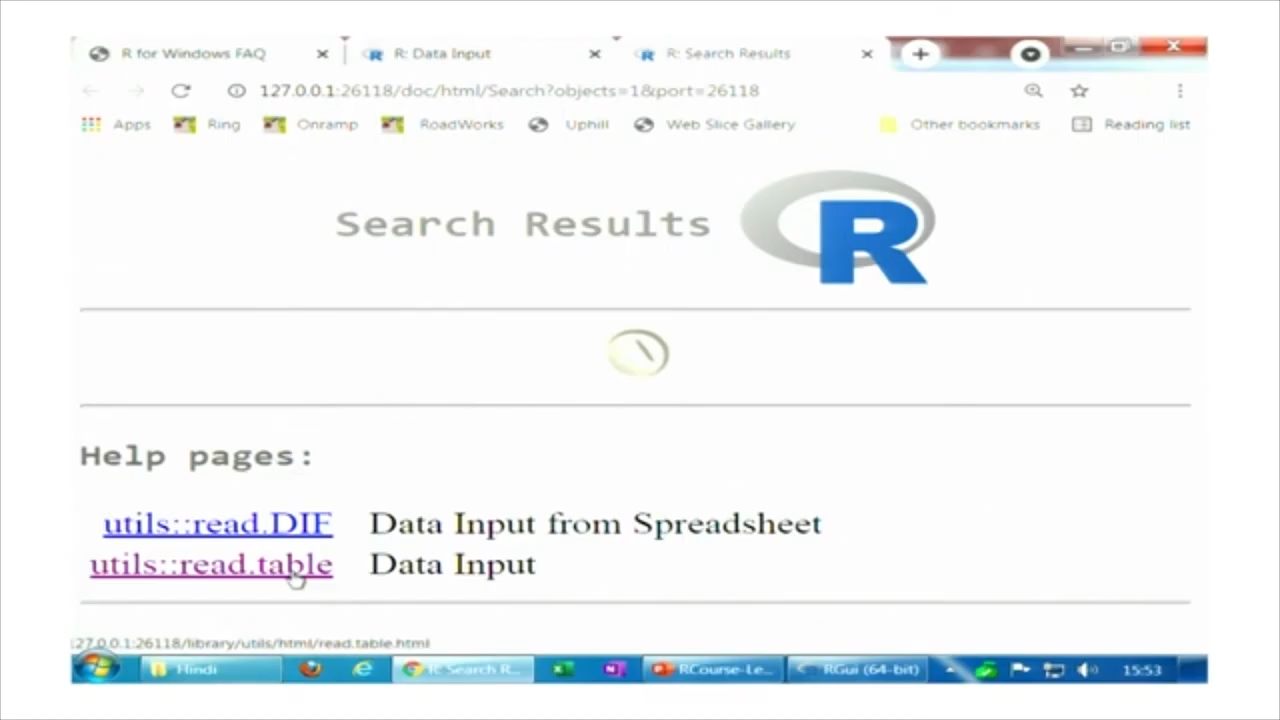 R for Windows FAQ
R: Data Input
R: Search Results
127.0.0.1:26118/doc/html/Search?objects=1&port=26118
Apps Ring Onramp RoadWorks Uphill Web Slice Gallery Other bookmarks Reading list
Search Results
R
Help pages:
utils::read.DIF Data Input from Spreadsheet
utils::read.table Data Input
27.0.0.1:26118/library/utils/html/read.table.html
Hindi R: Search R... RCourse-Le... RGui (64-bit) 15:53